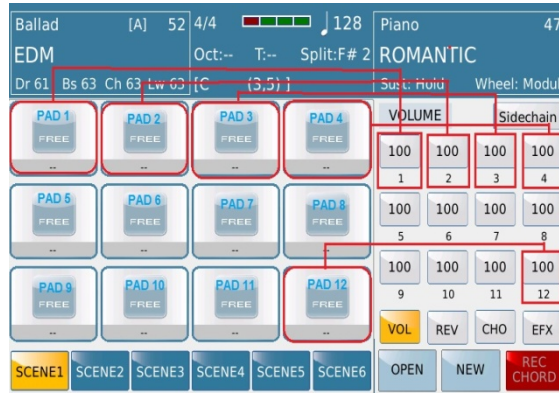 Ballad [A] 52 4/4 128 Piano 47
EDM Oct:-- T:-- Split:F# 2 ROMANTIC
Dr 61 Bs 63 Ch 63 Lw 63 [C (3,5) ] Sust: Hold Wheel: Modul
PAD 1 PAD 2 PAD 3 PAD 4 VOLUME Sidechain
FREE FREE FREE FREE 100 100 100 100
-- -- -- -- 1 2 3 4
PAD 5 PAD 6 PAD 7 PAD 8 100 100 100 100
FREE FREE FREE FREE
-- -- -- -- 5 6 7 8
PAD 9 PAD 10 PAD 11 PAD 12 100 100 100 100
FREE FREE FREE FREE 9 10 11 12
-- -- -- -- VOL REV CHO EFX
SCENE1 SCENE2 SCENE3 SCENE4 SCENE5 SCENE6 OPEN NEW REC
CHORD